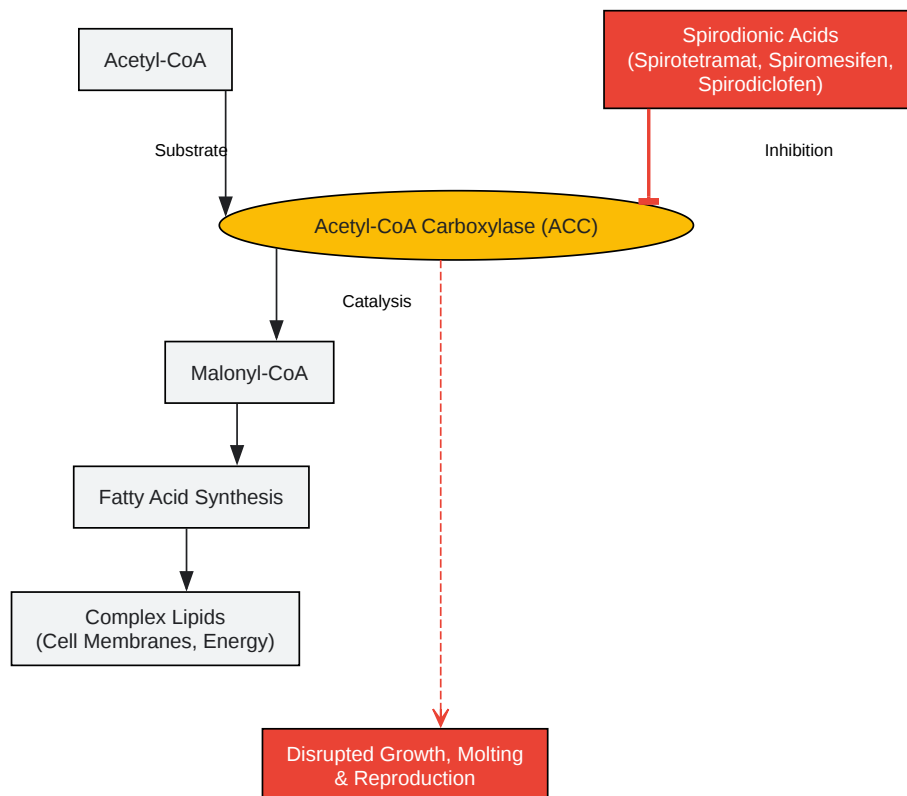 Acetyl-CoA
Spirodionic Acids
(Spirotetramat, Spiromesifen,
Spirodiclofen)
Substrate
Inhibition
Acetyl-CoA Carboxylase (ACC)
Catalysis
Malonyl-CoA
Fatty Acid Synthesis
Complex Lipids
(Cell Membranes, Energy)
Disrupted Growth, Molting
& Reproduction